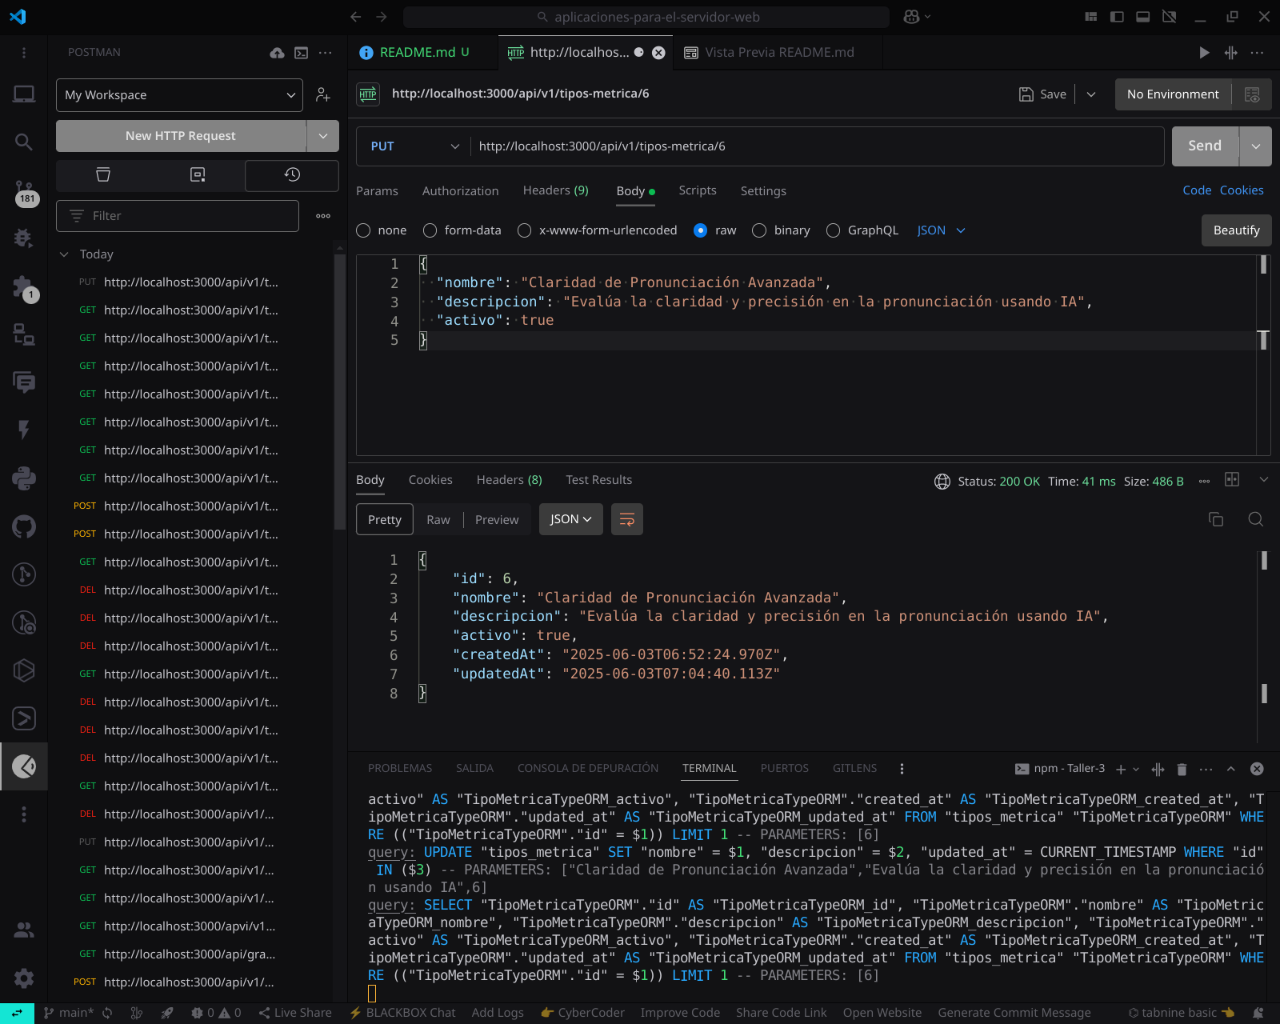 aplicaciones-para-el-servidor-web
POSTMAN
README.md U
http://localhos...
Vista Previa README.md
My Workspace
http://localhost:3000/api/v1/tipos-metrica/6
Save
No Environment
New HTTP Request
PUT
http://localhost:3000/api/v1/tipos-metrica/6
Send
Params
Authorization
Headers (9)
Body
Scripts
Settings
Code
Cookies
181
Filter
none
form-data
x-www-form-urlencoded
raw
binary
GraphQL
JSON
Beautify
1
Today
PUT http://localhost:3000/api/v1/t...
GET http://localhost:3000/api/v1/t...
GET http://localhost:3000/api/v1/t...
GET http://localhost:3000/api/v1/t...
GET http://localhost:3000/api/v1/t...
GET http://localhost:3000/api/v1/t...
GET http://localhost:3000/api/v1/t...
GET http://localhost:3000/api/v1/t...
POST http://localhost:3000/api/v1/t...
POST http://localhost:3000/api/v1/t...
GET http://localhost:3000/api/v1/t...
DEL http://localhost:3000/api/v1/t...
DEL http://localhost:3000/api/v1/t...
DEL http://localhost:3000/api/v1/t...
GET http://localhost:3000/api/v1/t...
DEL http://localhost:3000/api/v1/t...
DEL http://localhost:3000/api/v1/t...
DEL http://localhost:3000/api/v1/t...
GET http://localhost:3000/api/v1/t...
DEL http://localhost:3000/api/v1/...
PUT http://localhost:3000/api/v1/...
GET http://localhost:3000/api/v1/...
GET http://localhost:3000/api/v1/...
GET http://localhost:3000/apvi/v1...
GET http://localhost:3000/api/gra...
POST http://localhost:3000/api/v1/...
1 {
2 "nombre": "Claridad de Pronunciación Avanzada",
3 "descripcion": "Evalúa la claridad y precisión en la pronunciación usando IA",
4 "activo": true
5 }
Body
Cookies
Headers (8)
Test Results
Status: 200 OK Time: 41 ms Size: 486 B
Pretty
Raw
Preview
JSON
1 {
2 "id": 6,
3 "nombre": "Claridad de Pronunciación Avanzada",
4 "descripcion": "Evalúa la claridad y precisión en la pronunciación usando IA",
5 "activo": true,
6 "createdAt": "2025-06-03T06:52:24.970Z",
7 "updatedAt": "2025-06-03T07:04:40.113Z"
8 }
PROBLEMAS
SALIDA
CONSOLA DE DEPURACIÓN
TERMINAL
PUERTOS
GITLENS
npm - Taller-3
activo" AS "TipoMetricaTypeORM_activo", "TipoMetricaTypeORM"."created_at" AS "TipoMetricaTypeORM_created_at", "T
ipoMetricaTypeORM"."updated_at" AS "TipoMetricaTypeORM_updated_at" FROM "tipos_metrica" "TipoMetricaTypeORM" WHE
RE (("TipoMetricaTypeORM"."id" = $1)) LIMIT 1 -- PARAMETERS: [6]
query: UPDATE "tipos_metrica" SET "nombre" = $1, "descripcion" = $2, "updated_at" = CURRENT_TIMESTAMP WHERE "id"
IN ($3) -- PARAMETERS: ["Claridad de Pronunciación Avanzada","Evalúa la claridad y precisión en la pronunciació
n usando IA",6]
query: SELECT "TipoMetricaTypeORM"."id" AS "TipoMetricaTypeORM_id", "TipoMetricaTypeORM"."nombre" AS "TipoMetric
aTypeORM_nombre", "TipoMetricaTypeORM"."descripcion" AS "TipoMetricaTypeORM_descripcion", "TipoMetricaTypeORM"."
activo" AS "TipoMetricaTypeORM_activo", "TipoMetricaTypeORM"."created_at" AS "TipoMetricaTypeORM_created_at", "T
ipoMetricaTypeORM"."updated_at" AS "TipoMetricaTypeORM_updated_at" FROM "tipos_metrica" "TipoMetricaTypeORM" WHE
RE (("TipoMetricaTypeORM"."id" = $1)) LIMIT 1 -- PARAMETERS: [6]
main*
0
0
Live Share
BLACKBOX Chat
Add Logs
CyberCoder
Improve Code
Share Code Link
Open Website
Generate Commit Message
tabnine basic